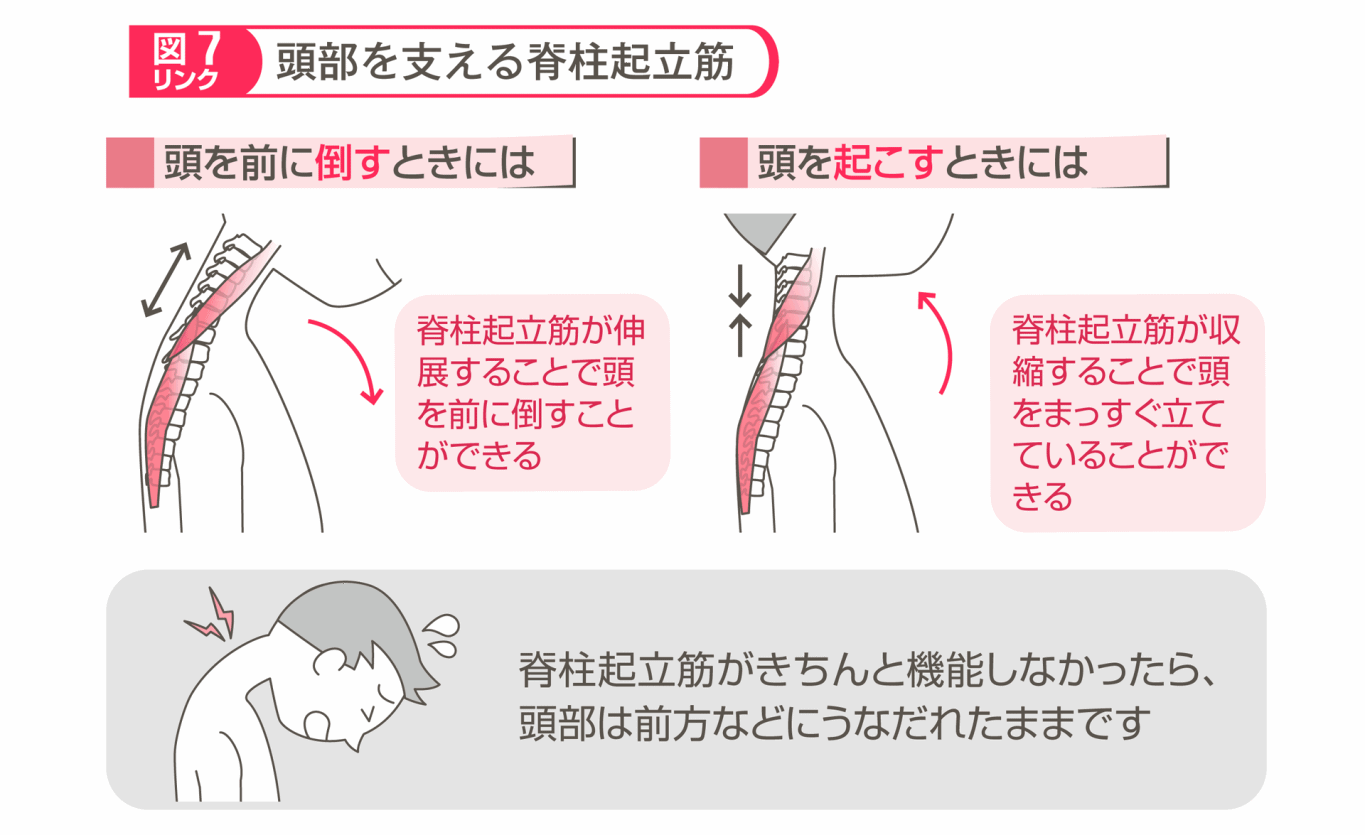 図7
リンク
頭部を支える脊柱起立筋
頭を前に倒すときには
脊柱起立筋が伸
展することで頭
を前に倒すこと
ができる
頭を起こすときには
脊柱起立筋が収
縮することで頭
をまっすぐ立て
ていることがで
きる
脊柱起立筋がきちんと機能しなかったら、
頭部は前方などにうなだれたままです